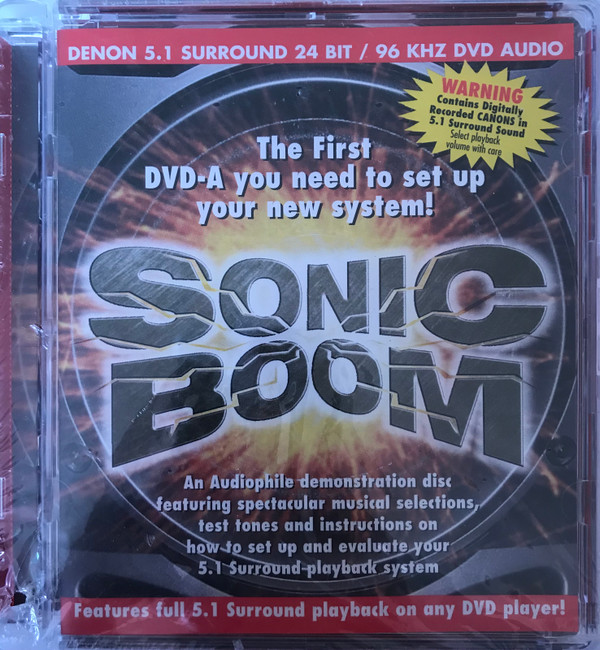 DENON 5.1 SURROUND 24 BIT / 96 KHZ DVD AUDIO
WARNING
Contains Digitally
Recorded CANONS in
5.1 Surround Sound
Select playback
volume with care
The First
DVD-A you need to set up
your new system!
SONIC
BOOM
An Audiophile demonstration disc
featuring spectacular musical selections,
test tones and instructions on
how to set up and evaluate your
5.1 Surround playback system
Features full 5.1 Surround playback on any DVD player!